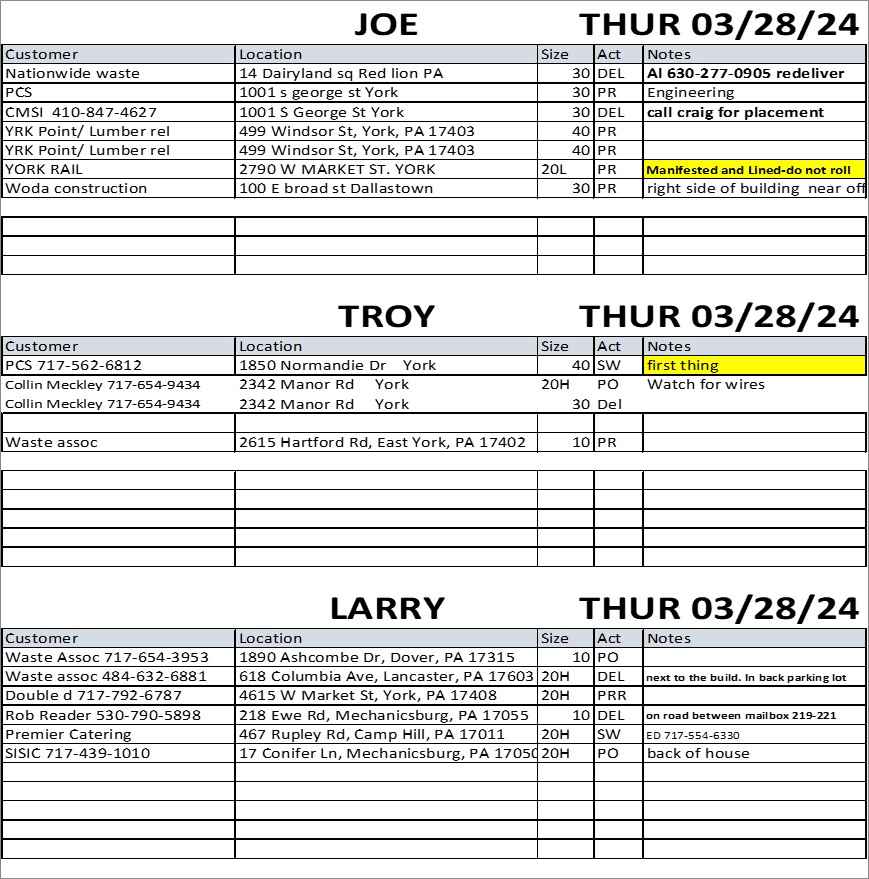 JOE THUR 03/28/24
Customer Location Size Act Notes
Nationwide waste 14 Dairyland sq Red lion PA 30 DEL Al 630-277-0905 redeliver
PCS 1001 s george st York 30 PR Engineering
CMSI 410-847-4627 1001 S George St York 30 DEL call craig for placement
YRK Point/ Lumber rel 499 Windsor St, York, PA 17403 40 PR
YRK Point/ Lumber rel 499 Windsor St, York, PA 17403 40 PR
YORK RAIL 2790 W MARKET ST. YORK 20L PR Manifested and Lined-do not roll
Woda construction 100 E broad st Dallastown 30 PR right side of building near off
TROY THUR 03/28/24
Customer Location Size Act Notes
PCS 717-562-6812 1850 Normandie Dr York 40 SW first thing
Collin Meckley 717-654-9434 2342 Manor Rd York 20H PO Watch for wires
Collin Meckley 717-654-9434 2342 Manor Rd York 30 Del
Waste assoc 2615 Hartford Rd, East York, PA 17402 10 PR
LARRY THUR 03/28/24
Customer Location Size Act Notes
Waste Assoc 717-654-3953 1890 Ashcombe Dr, Dover, PA 17315 10 PO
Waste assoc 484-632-6881 618 Columbia Ave, Lancaster, PA 17603 20H DEL next to the build. In back parking lot
Double d 717-792-6787 4615 W Market St, York, PA 17408 20H PRR
Rob Reader 530-790-5898 218 Ewe Rd, Mechanicsburg, PA 17055 10 DEL on road between mailbox 219-221
Premier Catering 467 Rupley Rd, Camp Hill, PA 17011 20H SW ED 717-554-6330
SISIC 717-439-1010 17 Conifer Ln, Mechanicsburg, PA 17050 20H PO back of house